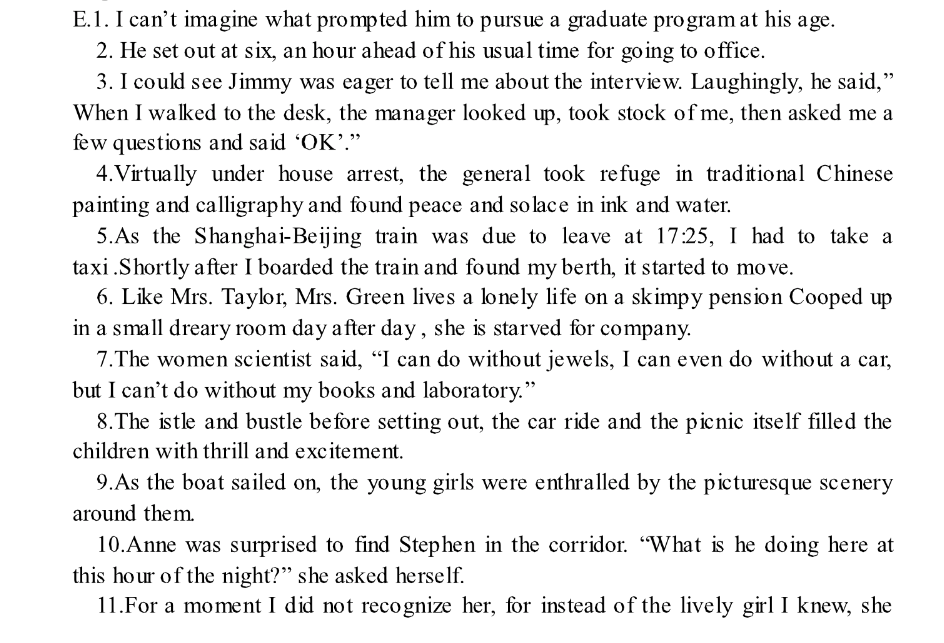 E.1. I can’t imagine what prompted him to pursue a graduate program at his age.
2. He set out at six, an hour ahead of his usual time for going to office.
3. I could see Jimmy was eager to tell me about the interview. Laughingly, he said,”
When I walked to the desk, the manager looked up, took stock of me, then asked me a
few questions and said ‘OK’.”
4.Virtually under house arrest, the general took refuge in traditional Chinese
painting and calligraphy and found peace and solace in ink and water.
5.As the Shanghai-Beijing train was due to leave at 17:25, I had to take a
taxi .Shortly after I boarded the train and found my berth, it started to move.
6. Like Mrs. Taylor, Mrs. Green lives a lonely life on a skimpy pension Cooped up
in a small dreary room day after day , she is starved for company.
7.The women scientist said, “I can do without jewels, I can even do without a car,
but I can’t do without my books and laboratory.”
8.The istle and bustle before setting out, the car ride and the picnic itself filled the
children with thrill and excitement.
9.As the boat sailed on, the young girls were enthralled by the picturesque scenery
around them.
10.Anne was surprised to find Stephen in the corridor. “What is he doing here at
this hour of the night?” she asked herself.
11.For a moment I did not recognize her, for instead of the lively girl I knew, she